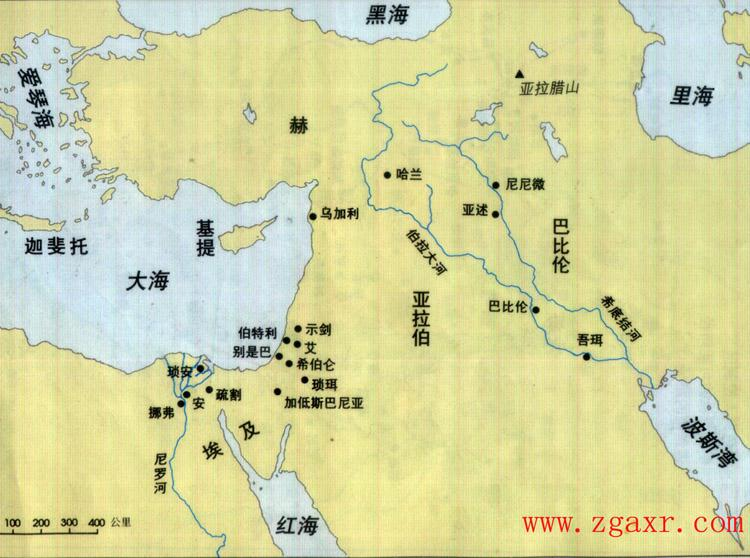 黑海
爱琴海
亚拉腊山
里海
赫
哈兰
尼尼微
乌加利
亚述
基提
迦斐托
巴比伦
伯拉大河
大海
亚拉伯
巴比伦
希底结河
示剑
伯特利
艾
别是巴
吾珥
希伯仑
琐安
琐珥
疏割
加低斯巴尼亚
安
挪弗
埃及
尼罗河
波斯湾
红海
100 200 300 400 公里
www.zgaxr.com